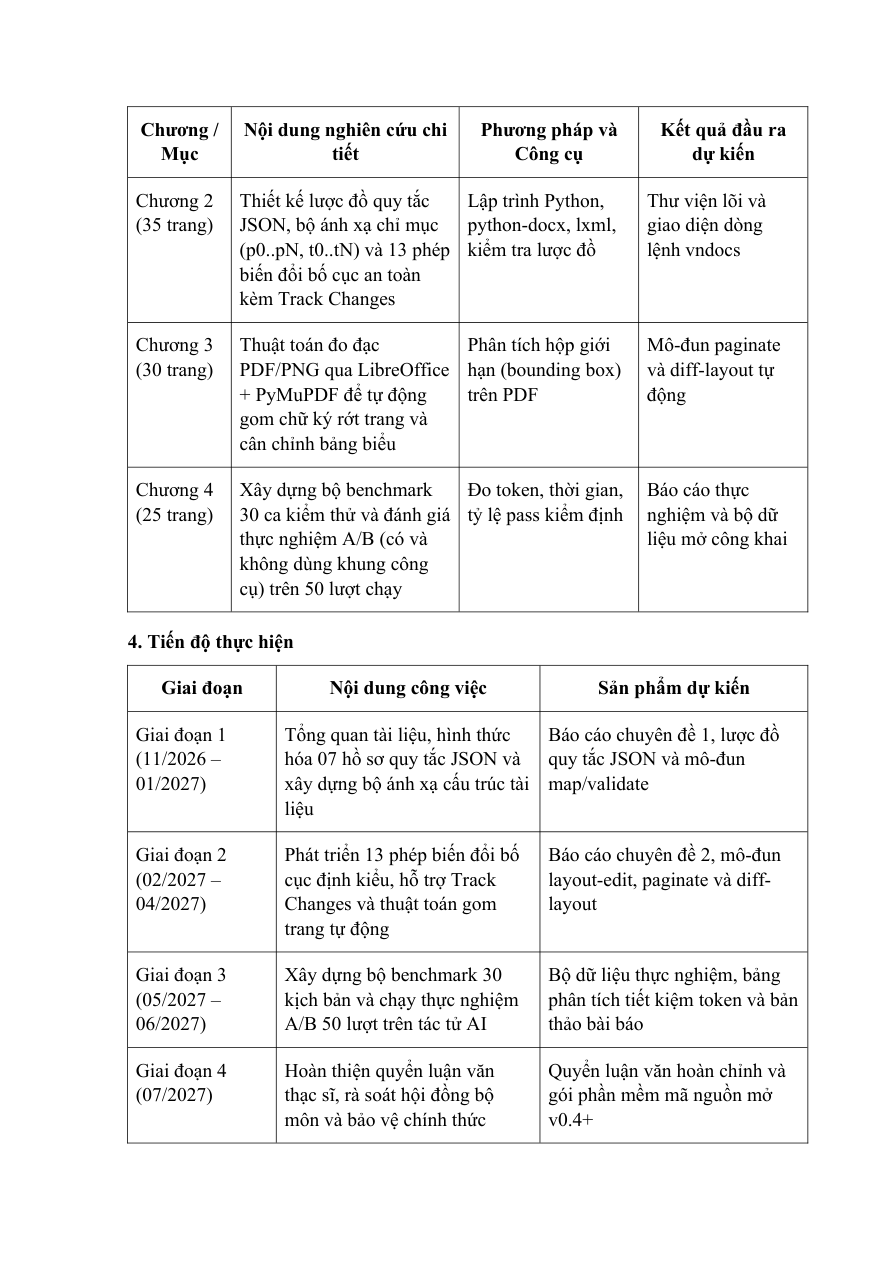 Chương / Mục
Nội dung nghiên cứu chi tiết
Phương pháp và Công cụ
Kết quả đầu ra dự kiến
Chương 2
(35 trang)
Thiết kế lược đồ quy tắc
JSON, bộ ánh xạ chỉ mục
(p0..pN, t0..tN) và 13 phép
biến đổi bố cục an toàn
kèm Track Changes
Lập trình Python,
python-docx, lxml,
kiểm tra lược đồ
Thư viện lõi và
giao diện dòng
lệnh vndocs
Chương 3
(30 trang)
Thuật toán đo đạc
PDF/PNG qua LibreOffice
+ PyMuPDF để tự động
gom chữ ký rớt trang và
cân chỉnh bảng biểu
Phân tích hộp giới
hạn (bounding box)
trên PDF
Mô-đun paginate
và diff-layout tự
động
Chương 4
(25 trang)
Xây dựng bộ benchmark
30 ca kiểm thử và đánh giá
thực nghiệm A/B (có và
không dùng khung công
cụ) trên 50 lượt chạy
Đo token, thời gian,
tỷ lệ pass kiểm định
Báo cáo thực
nghiệm và bộ dữ
liệu mở công khai
4. Tiến độ thực hiện
Giai đoạn
Nội dung công việc
Sản phẩm dự kiến
Giai đoạn 1
(11/2026 –
01/2027)
Tổng quan tài liệu, hình thức
hóa 07 hồ sơ quy tắc JSON và
xây dựng bộ ánh xạ cấu trúc tài
liệu
Báo cáo chuyên đề 1, lược đồ
quy tắc JSON và mô-đun
map/validate
Giai đoạn 2
(02/2027 –
04/2027)
Phát triển 13 phép biến đổi bố
cục định kiểu, hỗ trợ Track
Changes và thuật toán gom
trang tự động
Báo cáo chuyên đề 2, mô-đun
layout-edit, paginate và diff-
layout
Giai đoạn 3
(05/2027 –
06/2027)
Xây dựng bộ benchmark 30
kịch bản và chạy thực nghiệm
A/B 50 lượt trên tác tử AI
Bộ dữ liệu thực nghiệm, bảng
phân tích tiết kiệm token và bản
thảo bài báo
Giai đoạn 4
(07/2027)
Hoàn thiện quyển luận văn
thạc sĩ, rà soát hội đồng bộ
môn và bảo vệ chính thức
Quyển luận văn hoàn chỉnh và
gói phần mềm mã nguồn mở
v0.4+